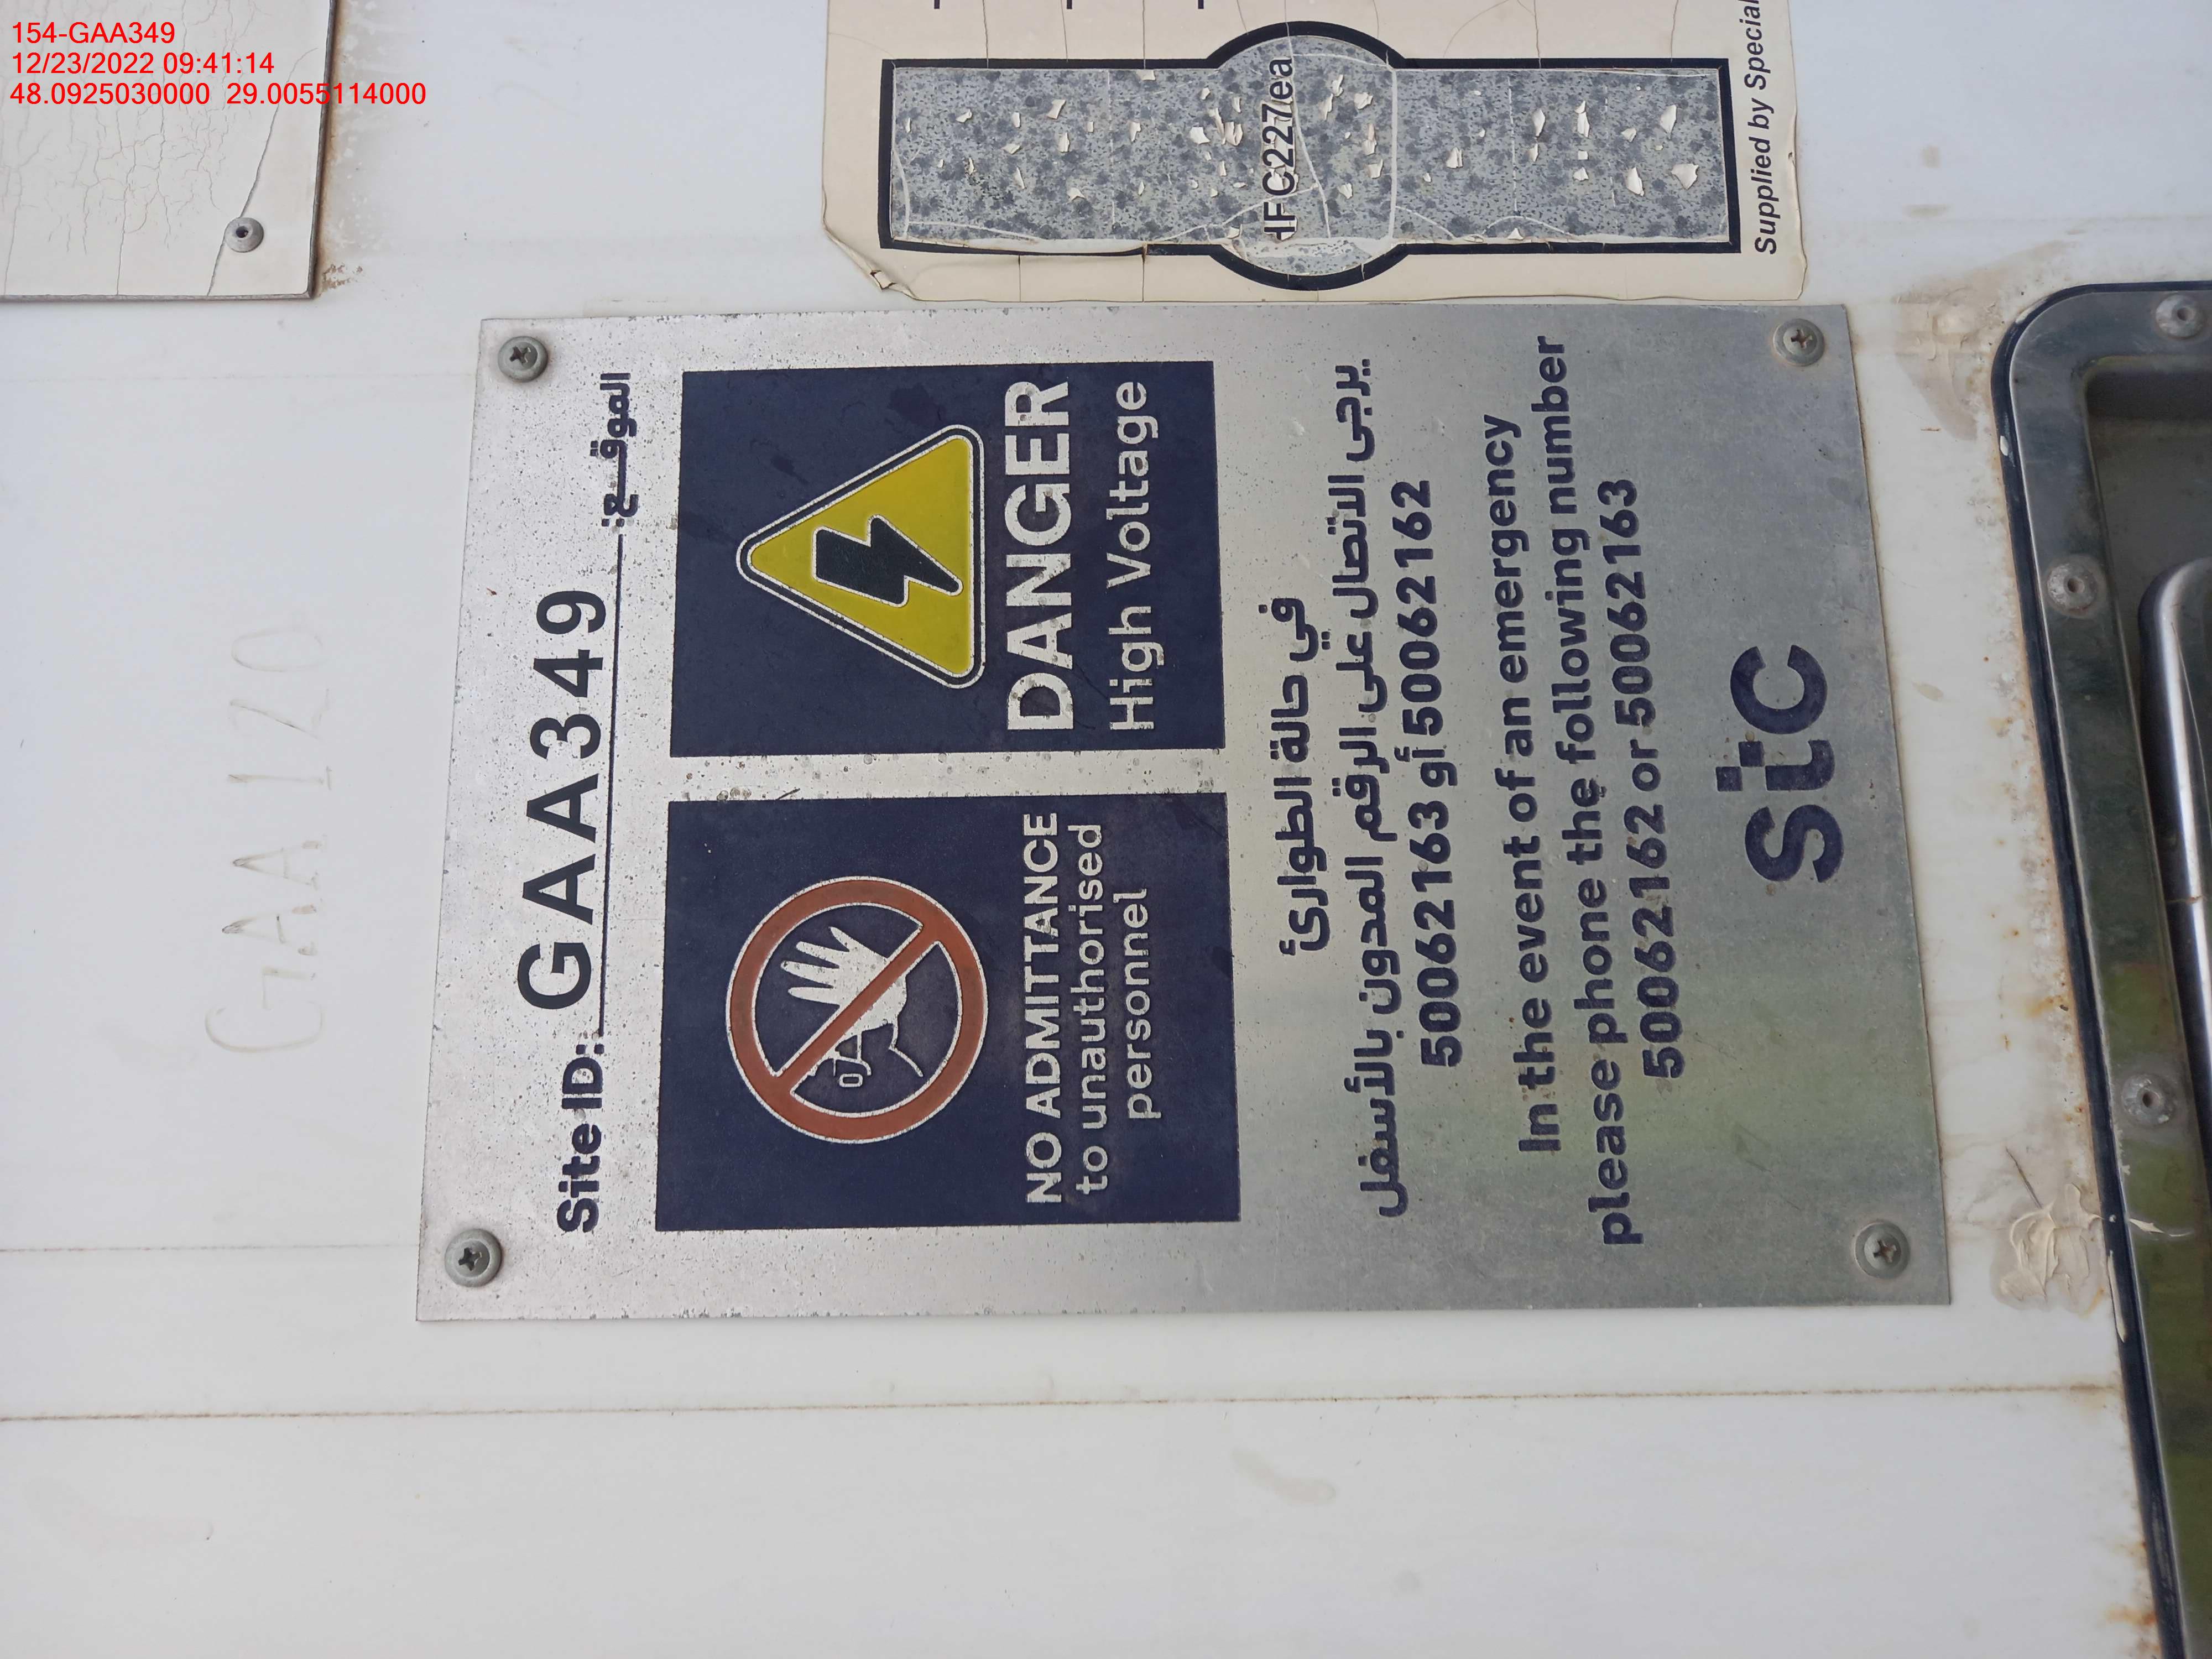 154-GAA349
12/23/2022 09:41:14
48.0925030000 29.0055114000
GAA 120
Site ID: GAA349 الموقع:
NO ADMITTANCE
to unauthorised
personnel
DANGER
High Voltage
في حالة الطوارئ
يرجى الاتصال على الرقم المدون بالأسفل
50062162 أو 50062163
In the event of an emergency
please phone the following number
50062162 or 50062163
stc
HFC227ea
Supplied by Special